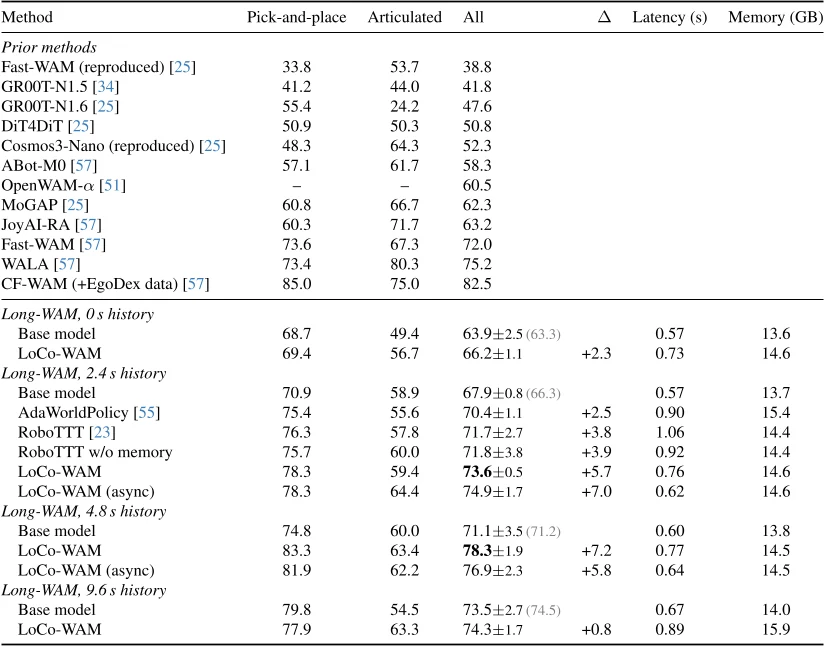 Method Pick-and-place Articulated All Δ Latency (s) Memory (GB)
Prior methods
Fast-WAM (reproduced) [25] 33.8 53.7 38.8
GR00T-N1.5 [34] 41.2 44.0 41.8
GR00T-N1.6 [25] 55.4 24.2 47.6
DiT4DiT [25] 50.9 50.3 50.8
Cosmos3-Nano (reproduced) [25] 48.3 64.3 52.3
ABot-M0 [57] 57.1 61.7 58.3
OpenWAM-α [51] – – 60.5
MoGAP [25] 60.8 66.7 62.3
JoyAI-RA [57] 60.3 71.7 63.2
Fast-WAM [57] 73.6 67.3 72.0
WALA [57] 73.4 80.3 75.2
CF-WAM (+EgoDex data) [57] 85.0 75.0 82.5
Long-WAM, 0 s history
Base model 68.7 49.4 63.9±2.5 (63.3) 0.57 13.6
LoCo-WAM 69.4 56.7 66.2±1.1 +2.3 0.73 14.6
Long-WAM, 2.4 s history
Base model 70.9 58.9 67.9±0.8 (66.3) 0.57 13.7
AdaWorldPolicy [55] 75.4 55.6 70.4±1.1 +2.5 0.90 15.4
RoboTTT [23] 76.3 57.8 71.7±2.7 +3.8 1.06 14.4
RoboTTT w/o memory 75.7 60.0 71.8±3.8 +3.9 0.92 14.4
LoCo-WAM 78.3 59.4 73.6±0.5 +5.7 0.76 14.6
LoCo-WAM (async) 78.3 64.4 74.9±1.7 +7.0 0.62 14.6
Long-WAM, 4.8 s history
Base model 74.8 60.0 71.1±3.5 (71.2) 0.60 13.8
LoCo-WAM 83.3 63.4 78.3±1.9 +7.2 0.77 14.5
LoCo-WAM (async) 81.9 62.2 76.9±2.3 +5.8 0.64 14.5
Long-WAM, 9.6 s history
Base model 79.8 54.5 73.5±2.7 (74.5) 0.67 14.0
LoCo-WAM 77.9 63.3 74.3±1.7 +0.8 0.89 15.9